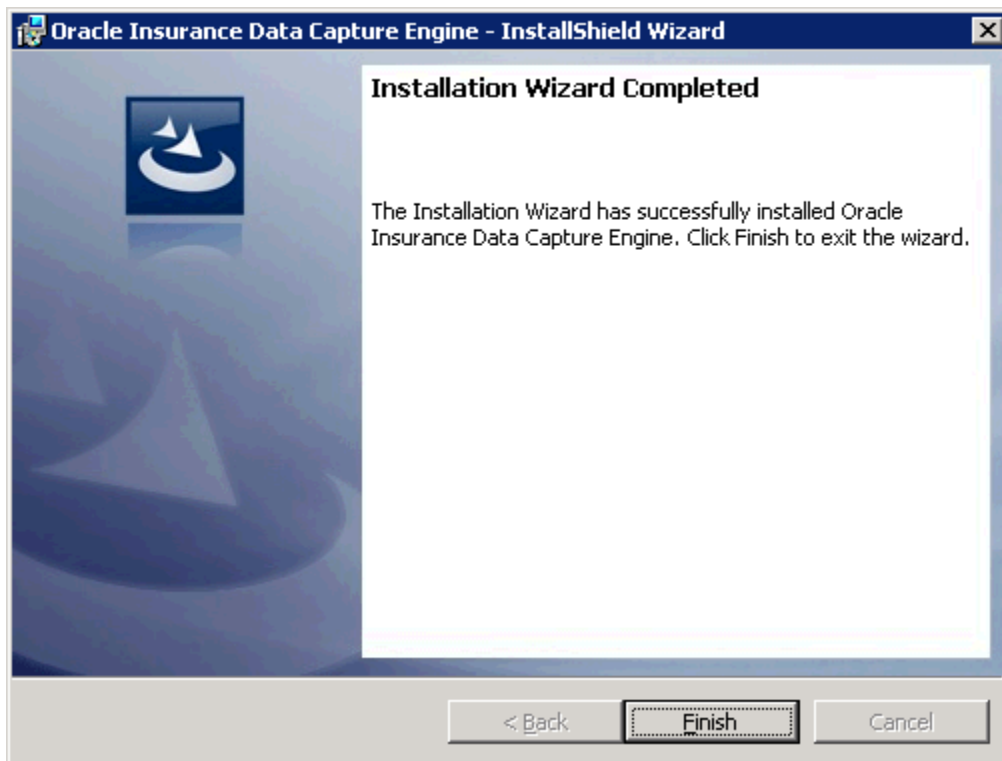 Oracle Insurance Data Capture Engine - InstallShield Wizard
Installation Wizard Completed
The Installation Wizard has successfully installed Oracle
Insurance Data Capture Engine. Click Finish to exit the wizard.
< Back
Finish
Cancel